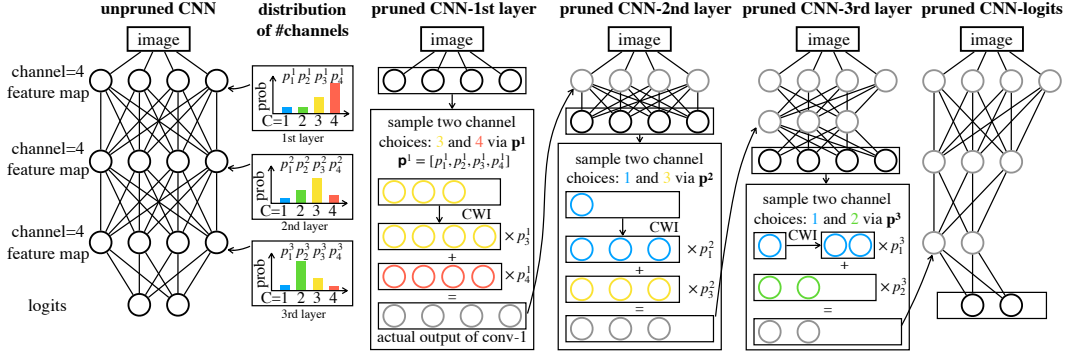 unpruned CNN
image
channel=4
feature map
channel=4
feature map
channel=4
feature map
logits
distribution
of #channels
prob
p₁¹ p₂¹ p₃¹ p₄¹
C=1 2 3 4
1st layer
prob
p₁² p₂² p₃² p₄²
C=1 2 3 4
2nd layer
prob
p₁³ p₂³ p₃³ p₄³
C=1 2 3 4
3rd layer
pruned CNN-1st layer
image
sample two channel
choices: 3 and 4 via p¹
p¹ = [p₁¹, p₂¹, p₃¹, p₄¹]
CWI
× p₃¹
+
× p₄¹
=
actual output of conv-1
pruned CNN-2nd layer
image
sample two channel
choices: 1 and 3 via p²
CWI
× p₁²
+
× p₃²
=
pruned CNN-3rd layer
image
sample two channel
choices: 1 and 2 via p³
CWI
× p₁³
+
× p₂³
=
pruned CNN-logits
image